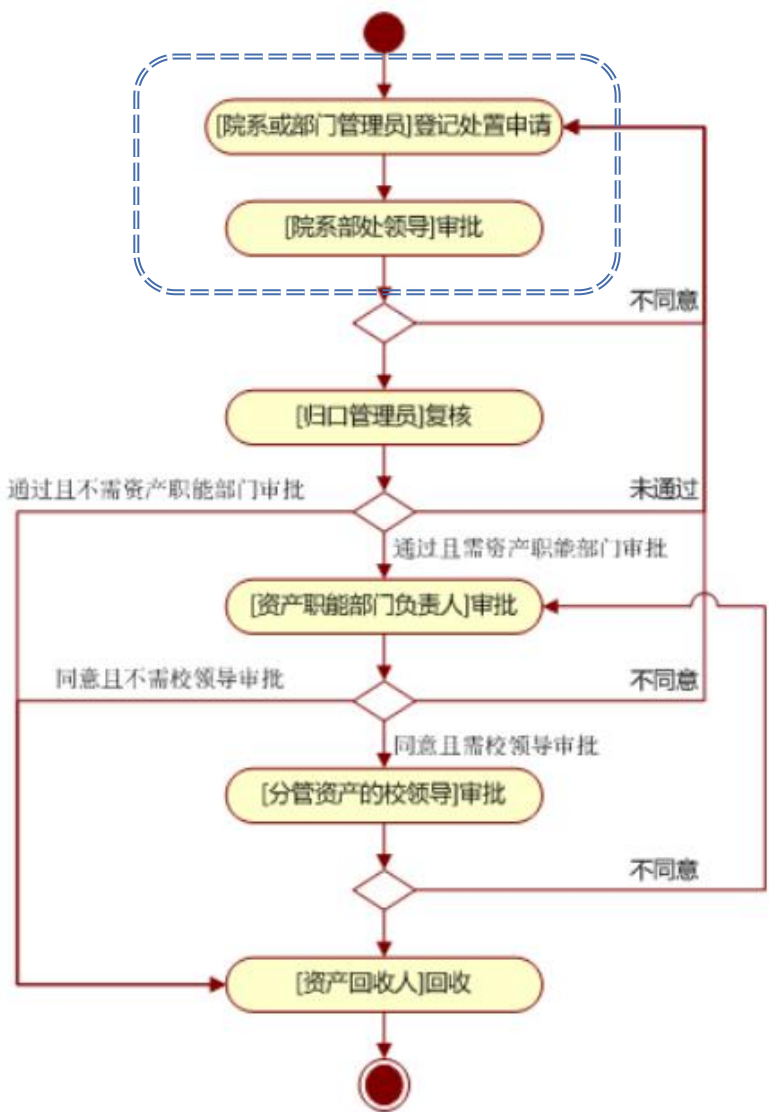 [院系或部门管理员]登记处置申请
[院系部处领导]审批
不同意
[归口管理员]复核
通过且不需资产职能部门审批
未通过
通过且需资产职能部门审批
[资产职能部门负责人]审批
同意且不需校领导审批
不同意
同意且需校领导审批
[分管资产的校领导]审批
不同意
[资产回收人]回收